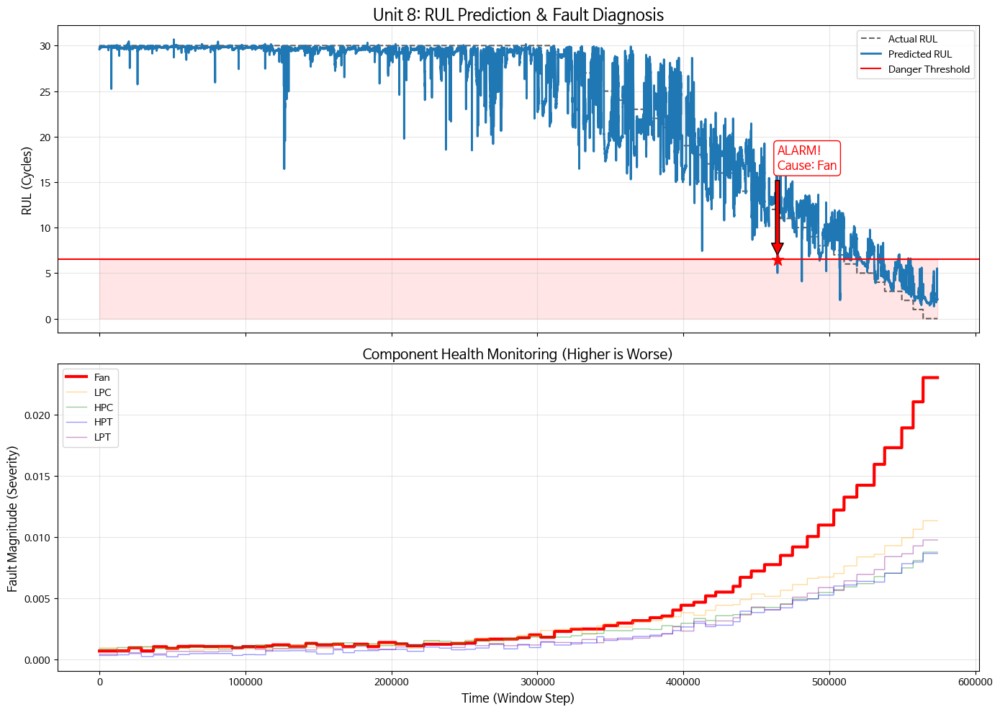 Unit 8: RUL Prediction & Fault Diagnosis
RUL (Cycles)
30
25
20
15
10
5
0
Actual RUL
Predicted RUL
Danger Threshold
ALARM!
Cause: Fan
Component Health Monitoring (Higher is Worse)
Fault Magnitude (Severity)
0.020
0.015
0.010
0.005
0.000
Fan
LPC
HPC
HPT
LPT
0
100000
200000
300000
400000
500000
600000
Time (Window Step)